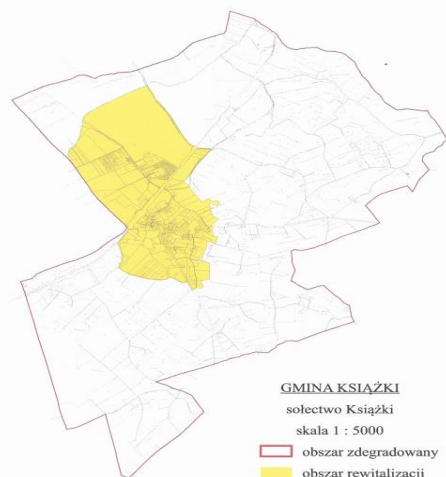 GMINA KSIĄŻKI
sołectwo Książki
skala 1 : 5000
obszar zdegradowany
obszar rewitalizacji